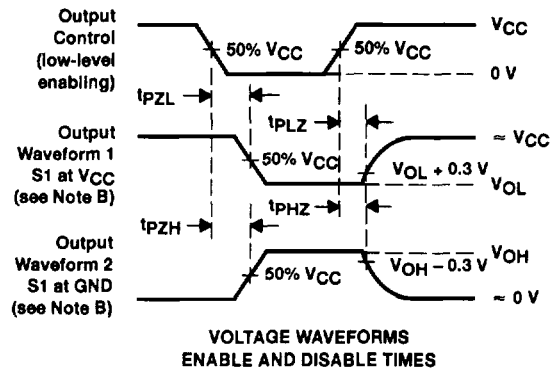 Output
Control
(low-level
enabling)
50% VCC
50% VCC
VCC
0 V
tPZL
tPLZ
Output
Waveform 1
S1 at VCC
(see Note B)
50% VCC
≈ VCC
VOL + 0.3 V
VOL
tPZH
tPHZ
Output
Waveform 2
S1 at GND
(see Note B)
50% VCC
VOH
VOH − 0.3 V
≈ 0 V
VOLTAGE WAVEFORMS
ENABLE AND DISABLE TIMES